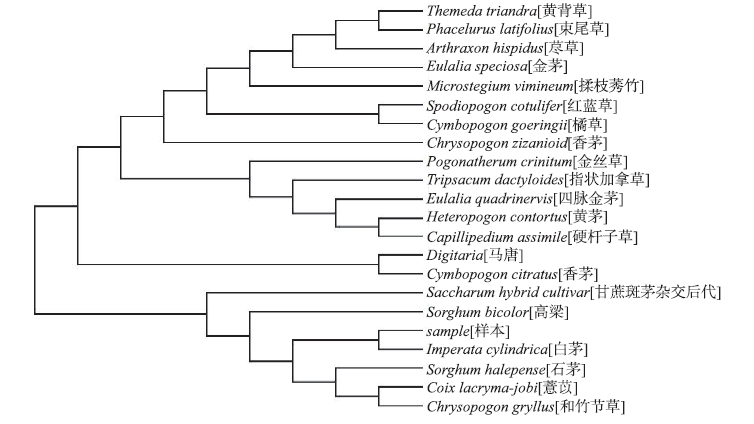 Themeda triandra[黄背草]
Phacelurus latifolius[束尾草]
Arthraxon hispidus[荩草]
Eulalia speciosa[金茅]
Microstegium vimineum[揉枝莠竹]
Spodiopogon cotulifer[红蓝草]
Cymbopogon goeringii[橘草]
Chrysopogon zizanioid[香茅]
Pogonatherum crinitum[金丝草]
Tripsacum dactyloides[指状加拿草]
Eulalia quadrinervis[四脉金茅]
Heteropogon contortus[黄茅]
Capillipedium assimile[硬杆子草]
Digitaria[马唐]
Cymbopogon citratus[香茅]
Saccharum hybrid cultivar[甘蔗斑茅杂交后代]
Sorghum bicolor[高梁]
sample[样本]
Imperata cylindrica[白茅]
Sorghum halepense[石茅]
Coix lacryma-jobi[薏苡]
Chrysopogon gryllus[和竹节草]